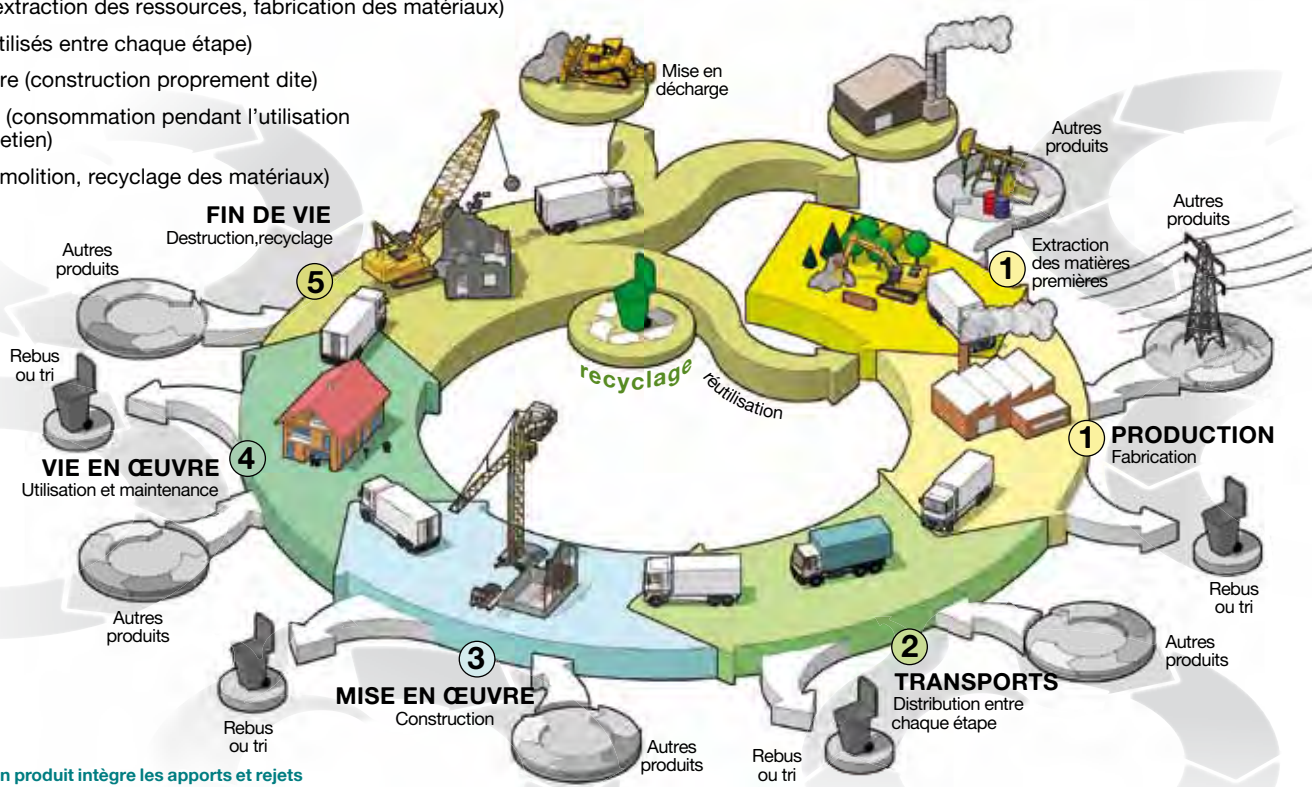 extraction des ressources, fabrication des matériaux)
tilisés entre chaque étape)
re (construction proprement dite)
(consommation pendant l'utilisation
etien)
molition, recyclage des matériaux)
Mise en
décharge
Autres
produits
Autres
produits
FIN DE VIE
Destruction,recyclage
5
Autres
produits
1
Extraction
des matières
premières
Rebus
ou tri
recyclage
réutilisation
1
PRODUCTION
Fabrication
VIE EN ŒUVRE
4
Utilisation et maintenance
Rebus
ou tri
Autres
produits
2
TRANSPORTS
Distribution entre
chaque étape
Autres
produits
3
MISE EN ŒUVRE
Construction
Rebus
ou tri
Autres
produits
Rebus
ou tri
n produit intègre les apports et rejets